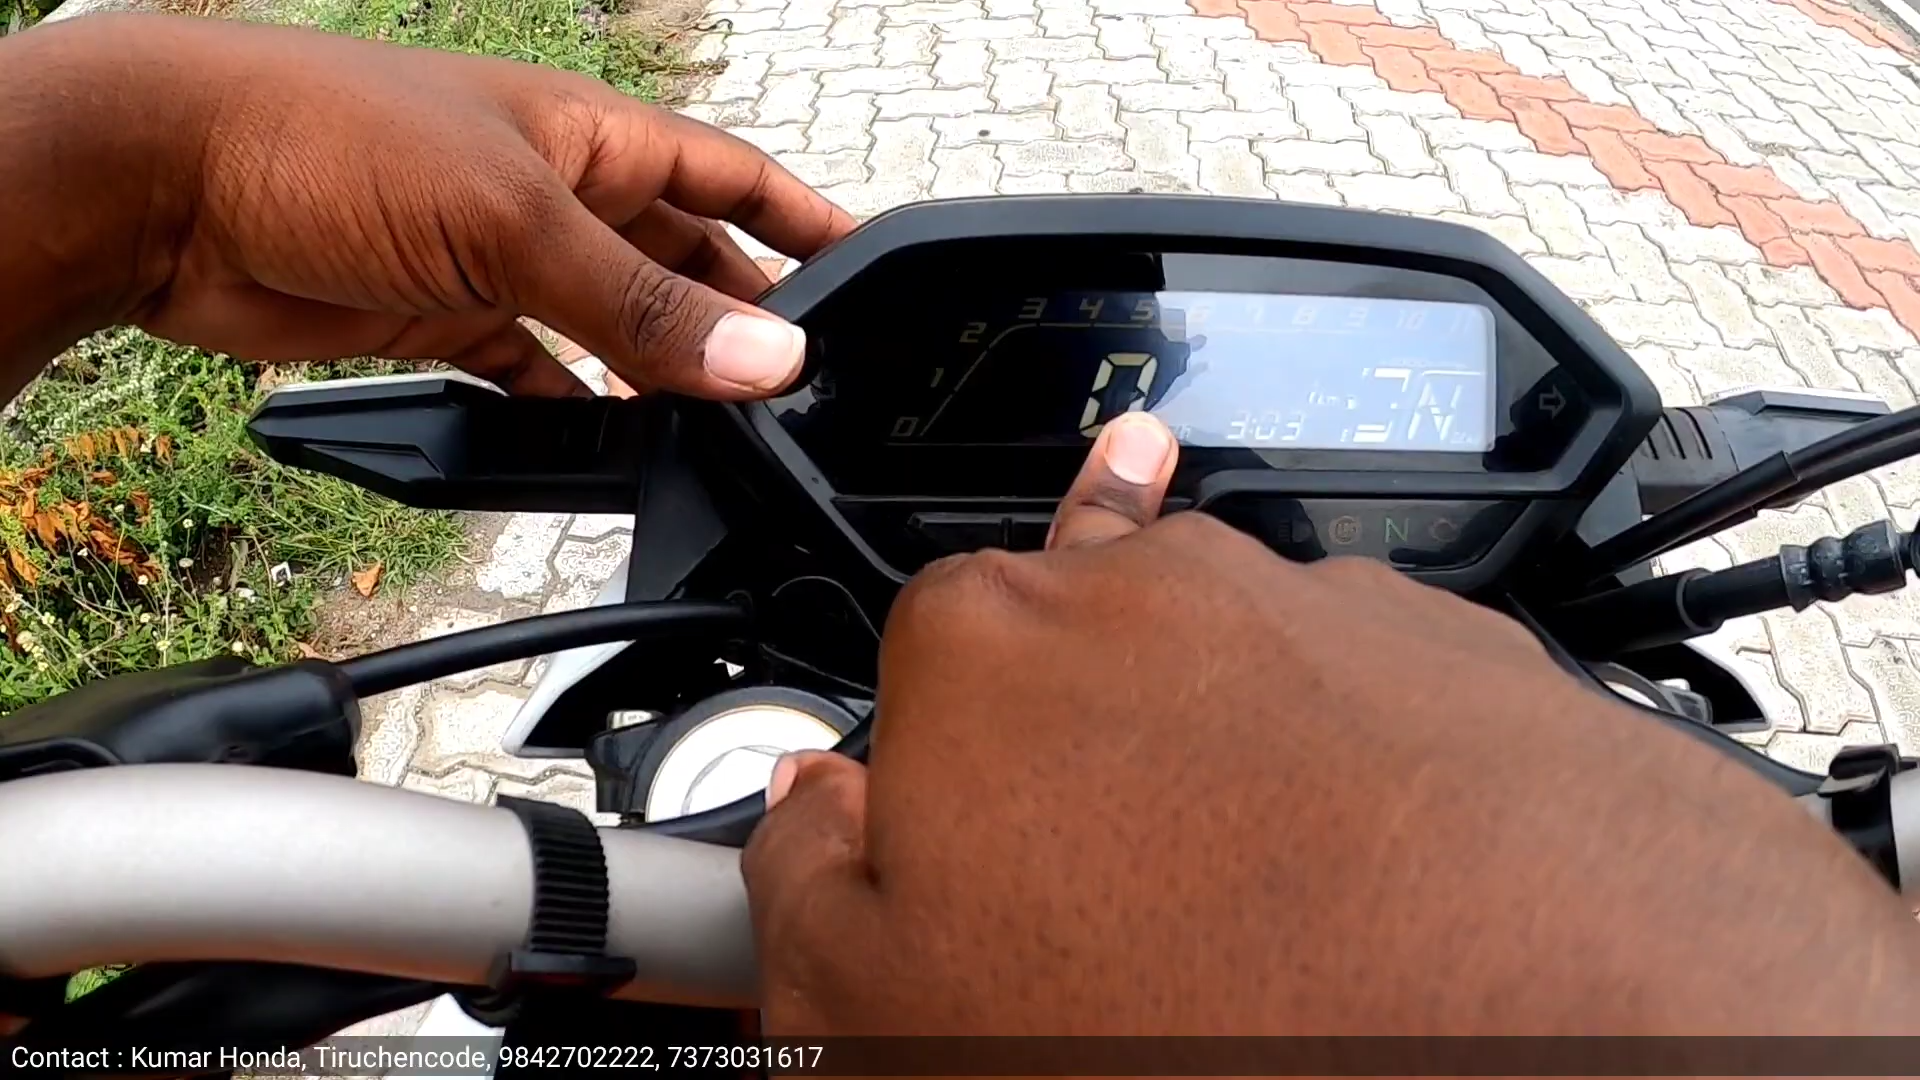 0 1 2 3 4 5 6 7 8 9 10 11
0
3:03
N
N
Contact : Kumar Honda, Tiruchencode, 9842702222, 7373031617